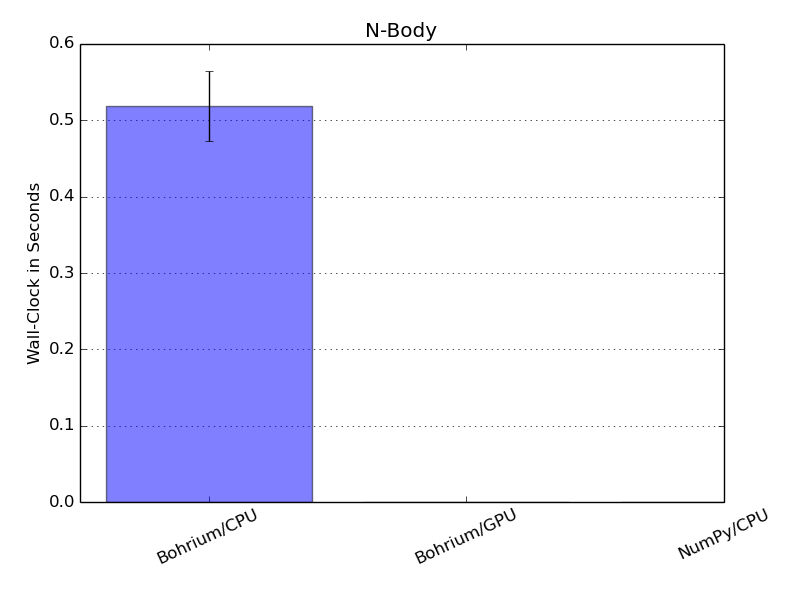 N-Body
Wall-Clock in Seconds
0.6
0.5
0.4
0.3
0.2
0.1
0.0
Bohrium/CPU
Bohrium/GPU
NumPy/CPU